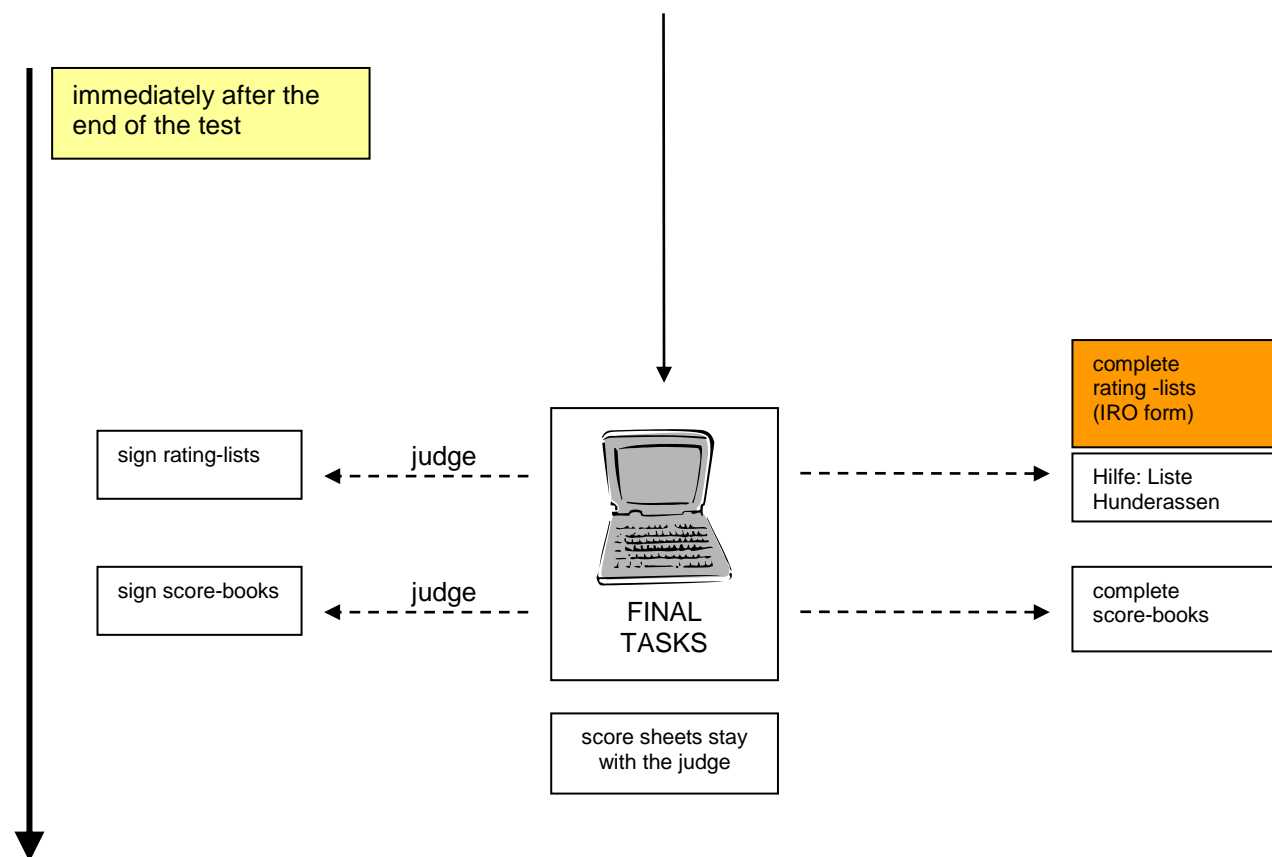 immediately after the
end of the test
complete
rating -lists
(IRO form)
sign rating-lists
judge
Hilfe: Liste
Hunderassen
sign score-books
judge
FINAL
TASKS
complete
score-books
score sheets stay
with the judge